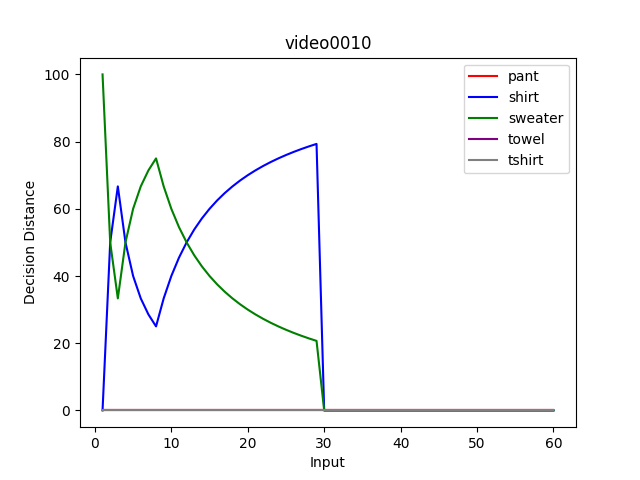 video0010
Decision Distance
100
80
60
40
20
0
0 10 20 30 40 50 60
Input
pant
shirt
sweater
towel
tshirt